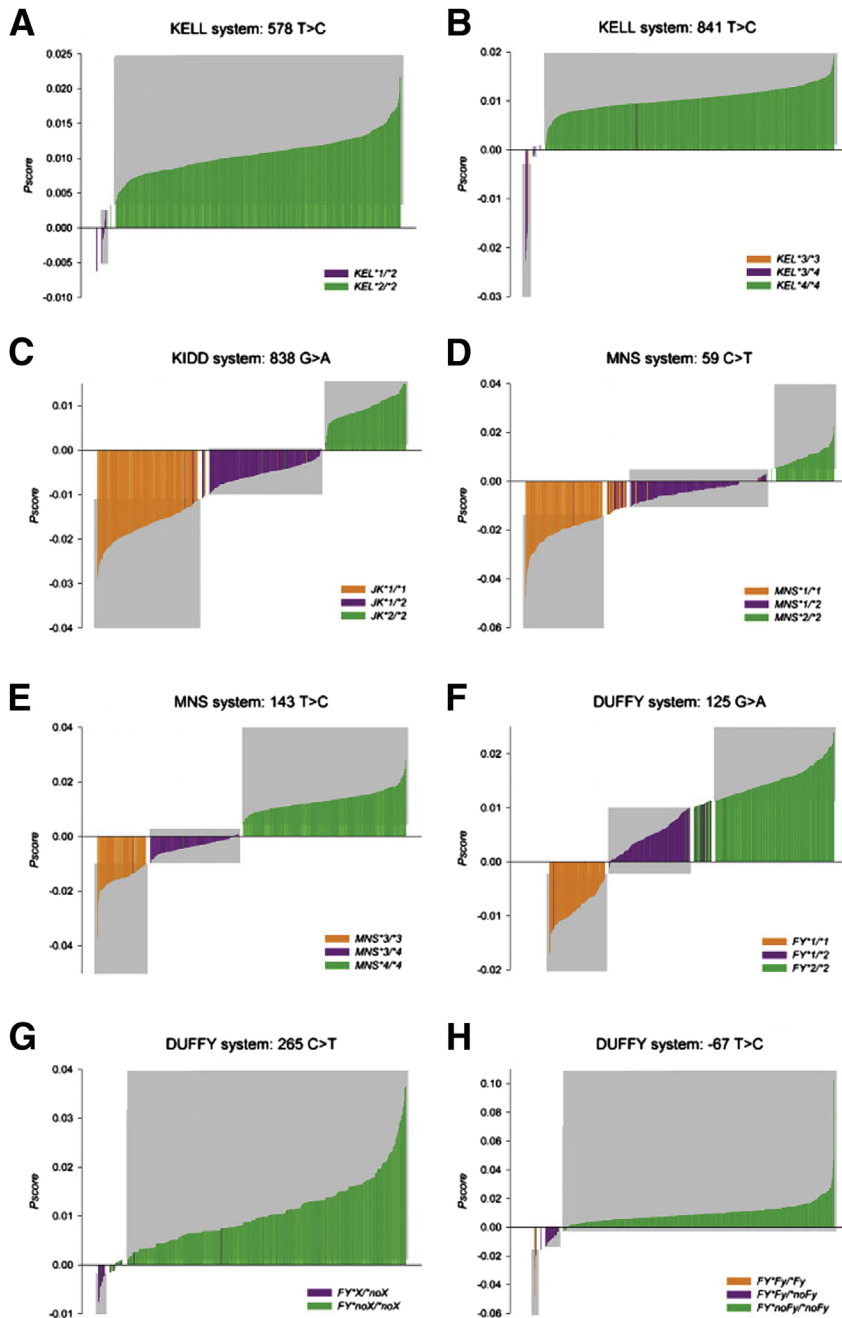 A
KELL system: 578 T>C
0.025
0.020
0.015
0.010
0.005
0.000
-0.005
-0.010
Pscore
KEL*1/*2
KEL*2/*2
B
KELL system: 841 T>C
0.02
0.01
0.00
-0.01
-0.02
-0.03
Pscore
KEL*3/*3
KEL*3/*4
KEL*4/*4
C
KIDD system: 838 G>A
0.01
0.00
-0.01
-0.02
-0.03
-0.04
Pscore
JK*1/*1
JK*1/*2
JK*2/*2
D
MNS system: 59 C>T
0.04
0.02
0.00
-0.02
-0.04
-0.06
Pscore
MNS*1/*1
MNS*1/*2
MNS*2/*2
E
MNS system: 143 T>C
0.04
0.02
0.00
-0.02
-0.04
Pscore
MNS*3/*3
MNS*3/*4
MNS*4/*4
F
DUFFY system: 125 G>A
0.02
0.01
0.00
-0.01
-0.02
Pscore
FY*1/*1
FY*1/*2
FY*2/*2
G
DUFFY system: 265 C>T
0.04
0.03
0.02
0.01
0.00
-0.01
Pscore
FY*X/*noX
FY*noX/*noX
H
DUFFY system: -67 T>C
0.10
0.08
0.06
0.04
0.02
0.00
-0.02
-0.04
-0.06
Pscore
FY*Fy/*Fy
FY*Fy/*noFy
FY*noFy/*noFy